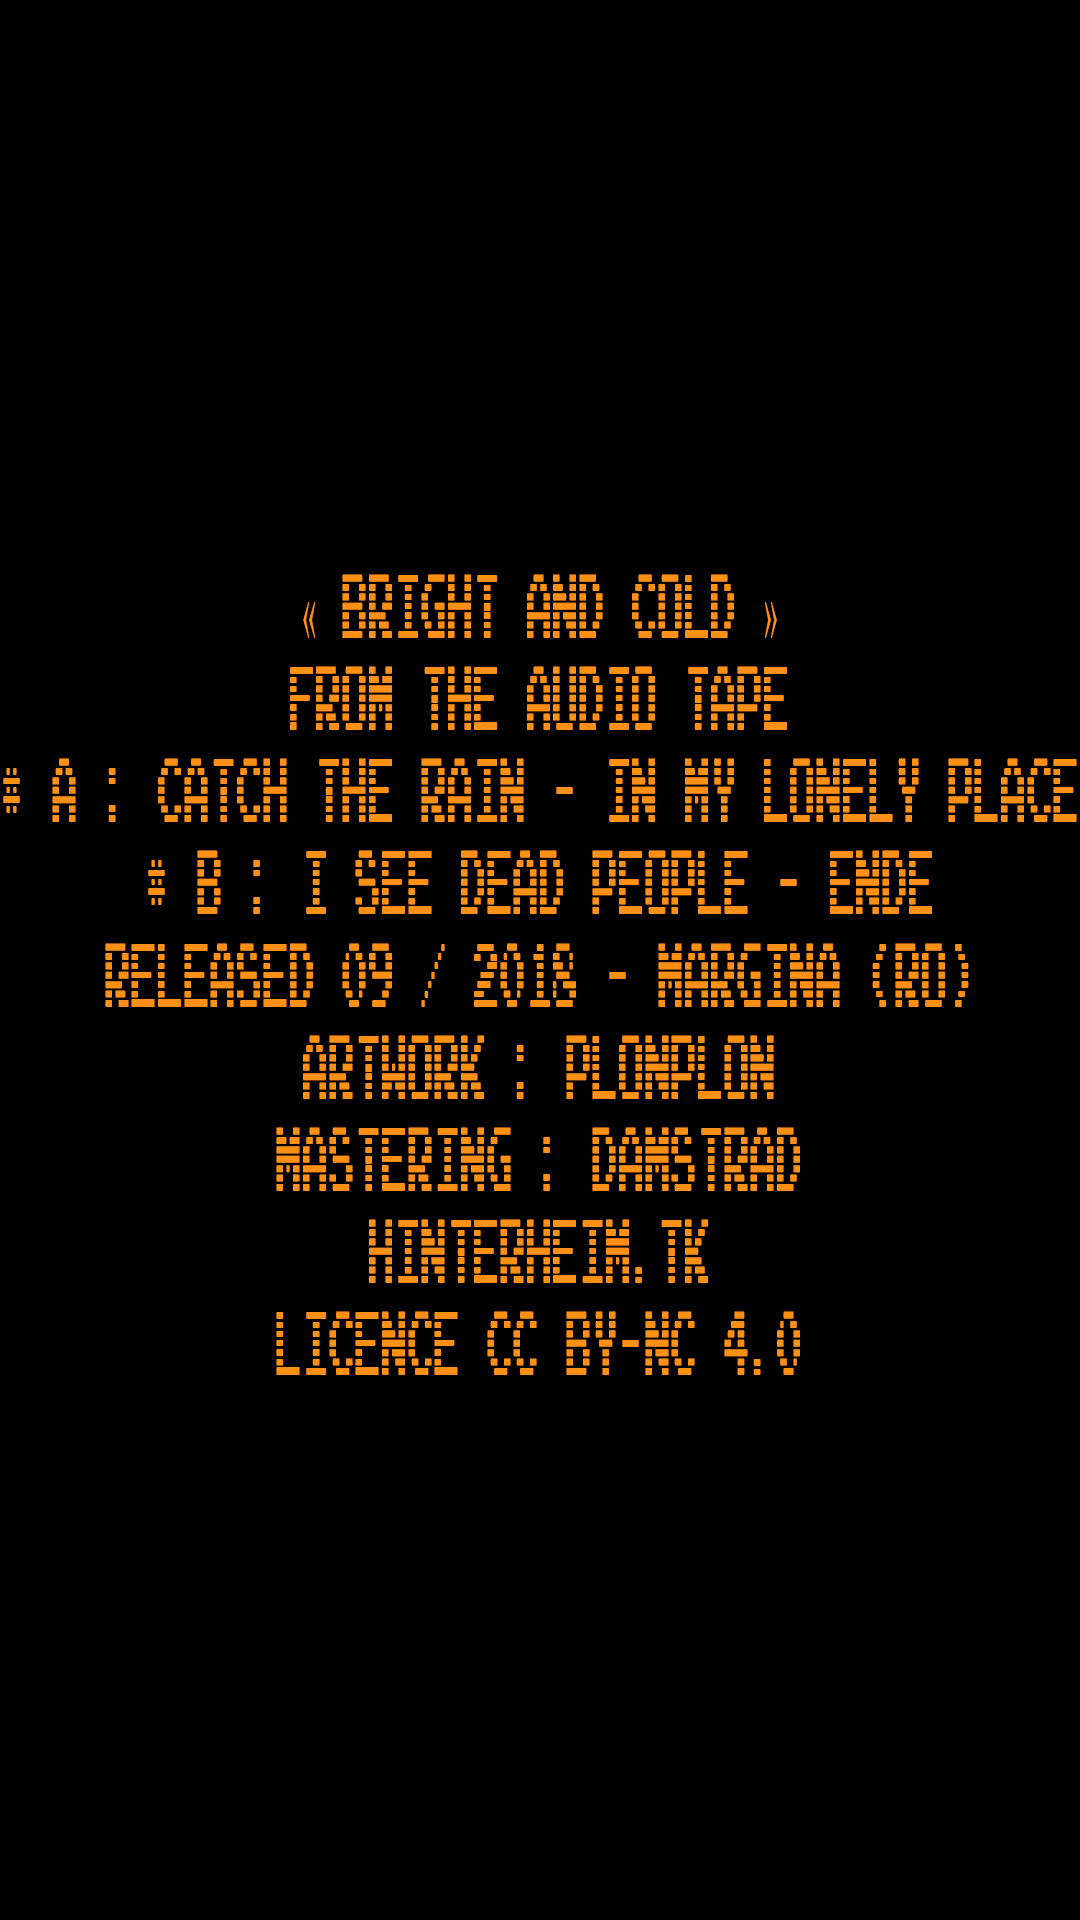 « BRIGHT AND COLD »
FROM THE AUDIO TAPE
# A : CATCH THE RAIN - IN MY LONELY PLACE
# B : I SEE DEAD PEOPLE - ENDE
RELEASED 09 / 2018 - MARGINA (RO)
ARTWORK : PLOMPLON
MASTERING : DAMSTRAD
HINTERHEIM.TK
LICENCE CC BY-NC 4.0